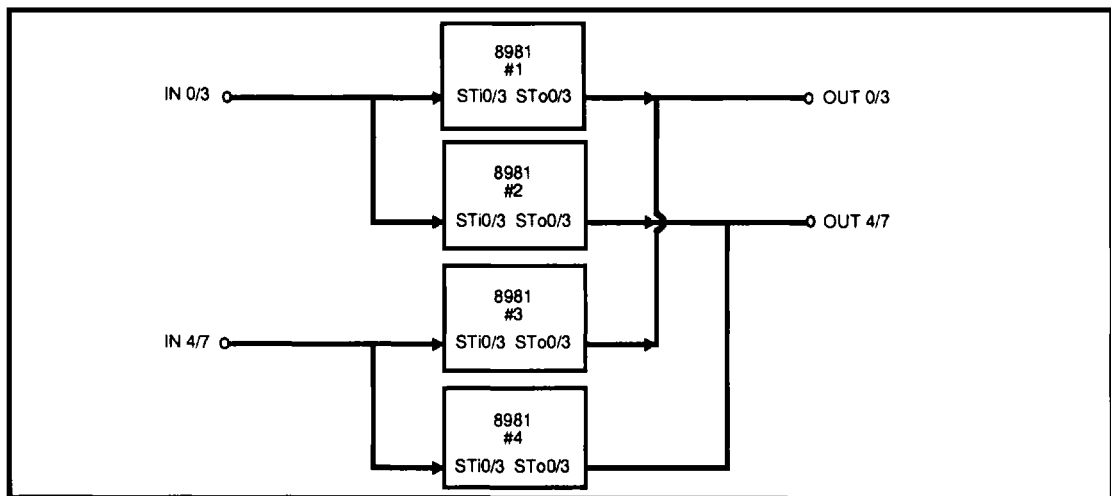 8981
#1
IN 0/3
STi0/3 STo0/3
OUT 0/3
8981
#2
STi0/3 STo0/3
OUT 4/7
8981
#3
IN 4/7
STi0/3 STo0/3
8981
#4
STi0/3 STo0/3